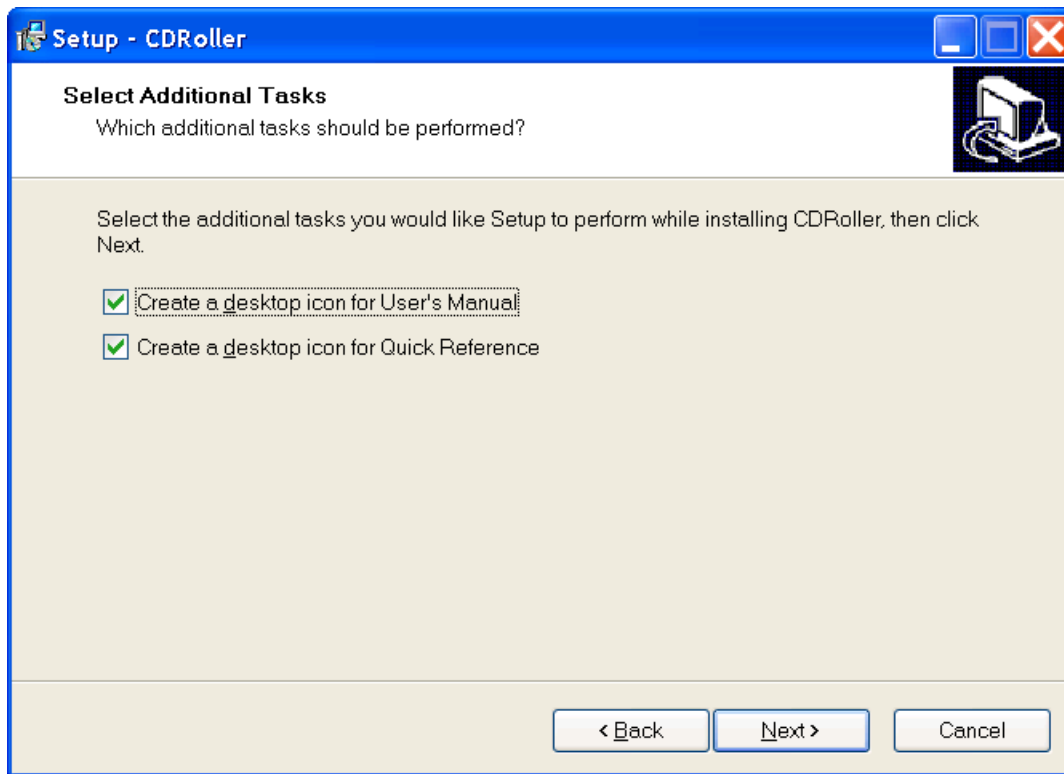 Setup - CDRoller
Select Additional Tasks
Which additional tasks should be performed?
Select the additional tasks you would like Setup to perform while installing CDRoller, then click
Next.
Create a desktop icon for User's Manual
Create a desktop icon for Quick Reference
< Back
Next >
Cancel